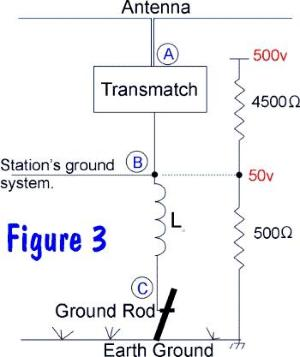 Antenna
A
500v
Transmatch
4500Ω
Station's ground
system.
B
50v
L
500Ω
Figure 3
C
Ground Rod
Earth Ground